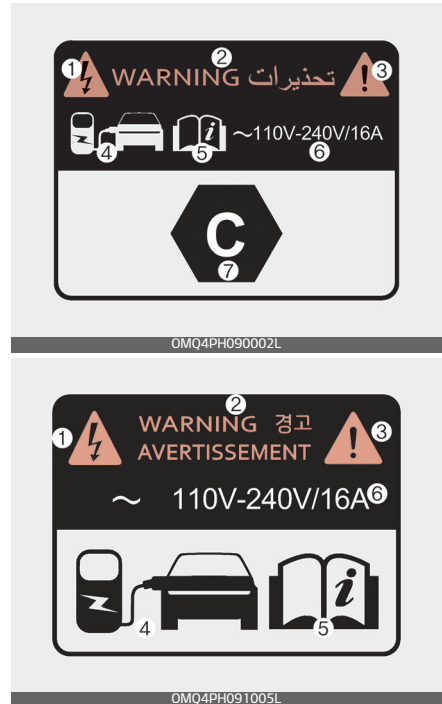 ① ② ③
WARNING تحذيرات
④ ⑤ ~110V-240V/16A
⑥
C
⑦
OMQ4PH090002L
②
WARNING 경고
① ③
AVERTISSEMENT
~ 110V-240V/16A ⑥
④ ⑤
OMQ4PH091005L